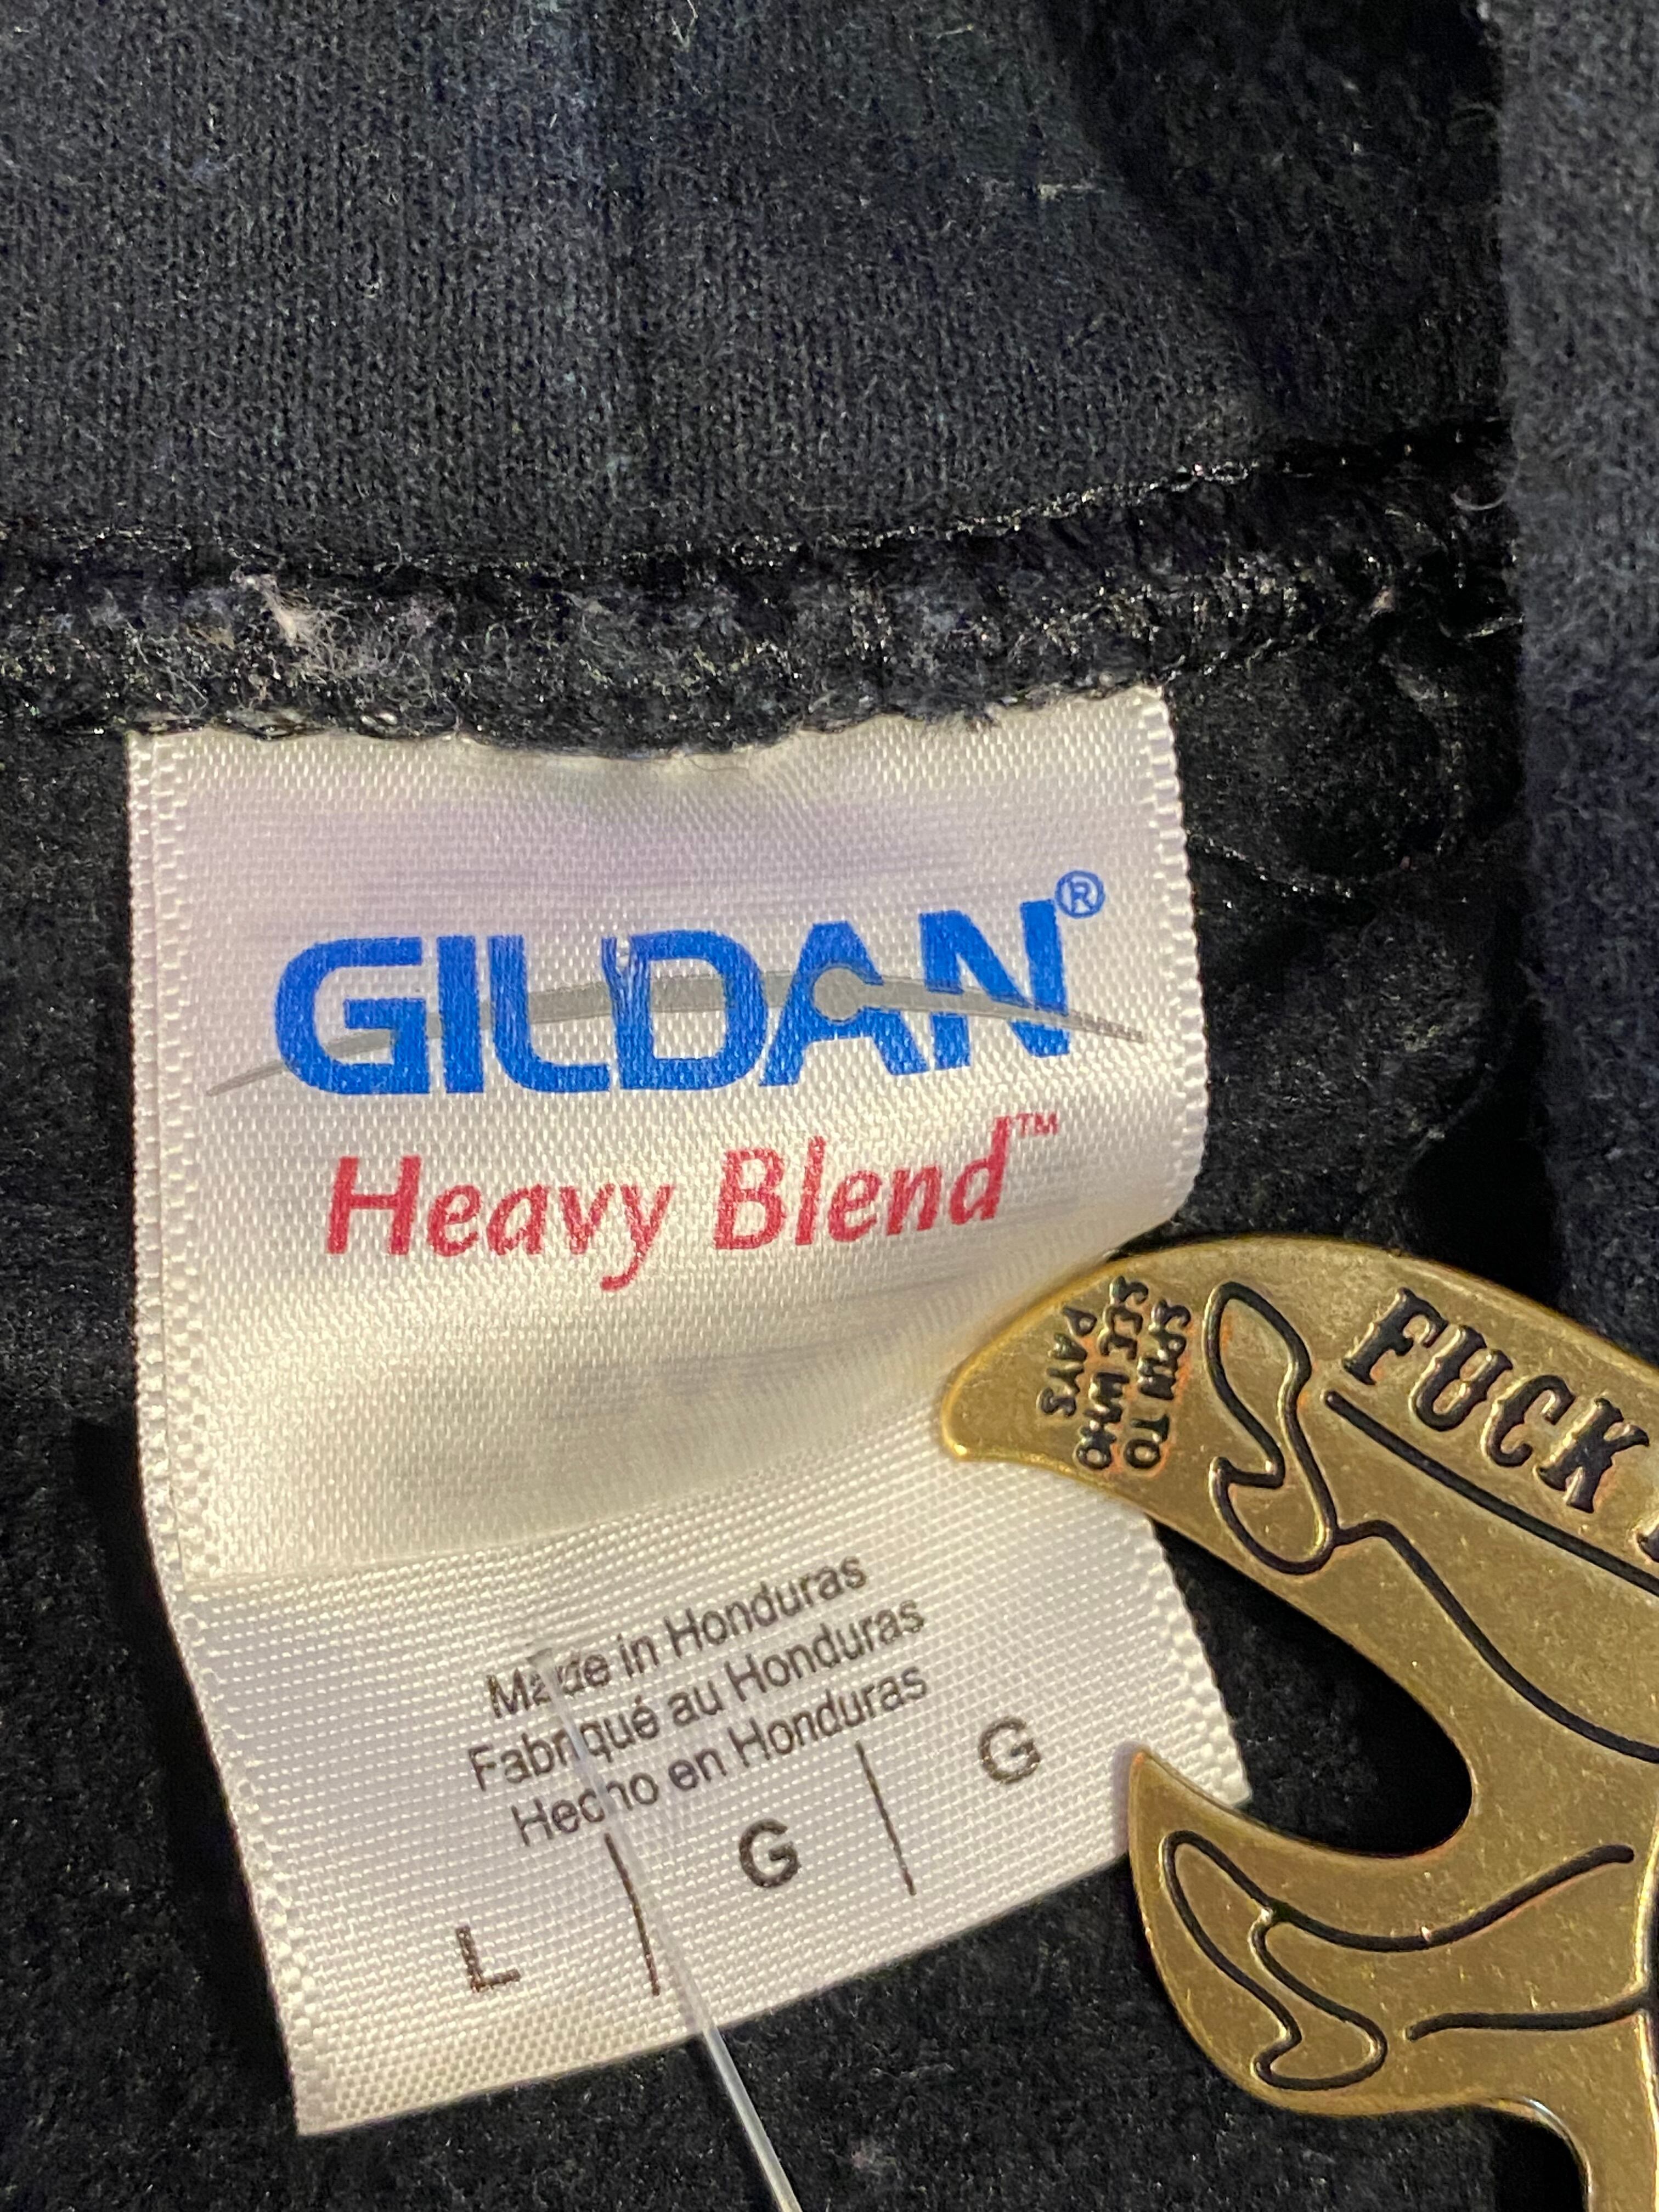 GILDAN®
Heavy Blend™
Made in Honduras
Fabriqué au Honduras
Hecho en Honduras
L | G | G
SPIN TO
SEE WHO
PAYS
FUCK